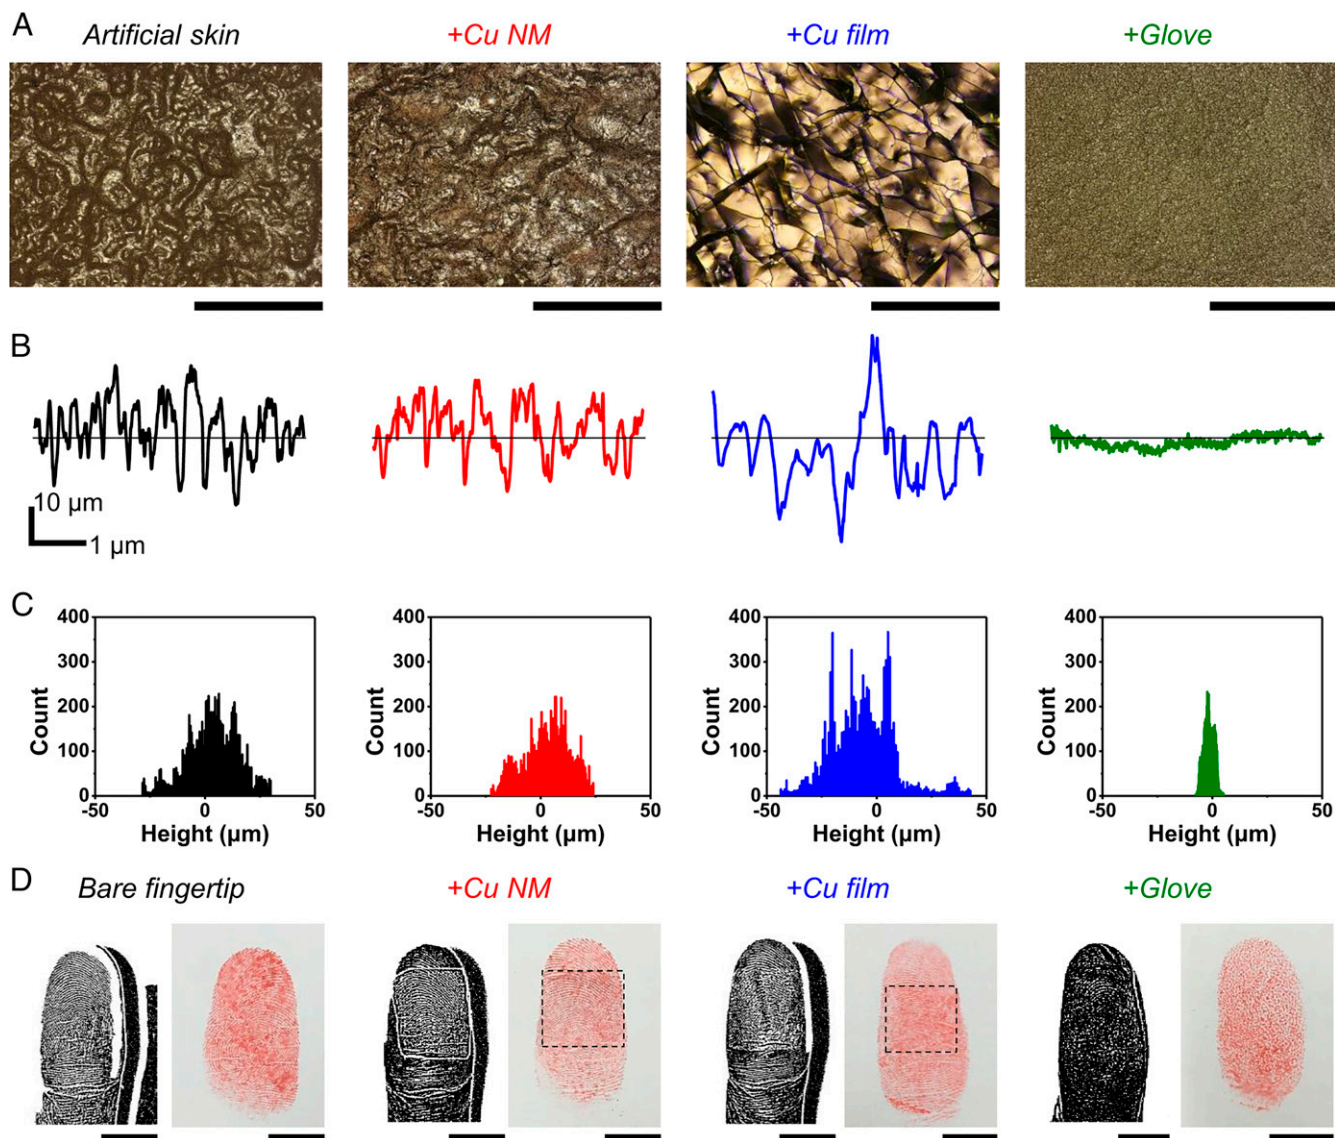 A
Artificial skin +Cu NM +Cu film +Glove
B
10 µm
1 µm
C
400 400 400 400
300 300 300 300
200 200 200 200
100 100 100 100
0 0 0 0
Count Count Count Count
-50 0 50 -50 0 50 -50 0 50 -50 0 50
Height (µm) Height (µm) Height (µm) Height (µm)
D
Bare fingertip +Cu NM +Cu film +Glove